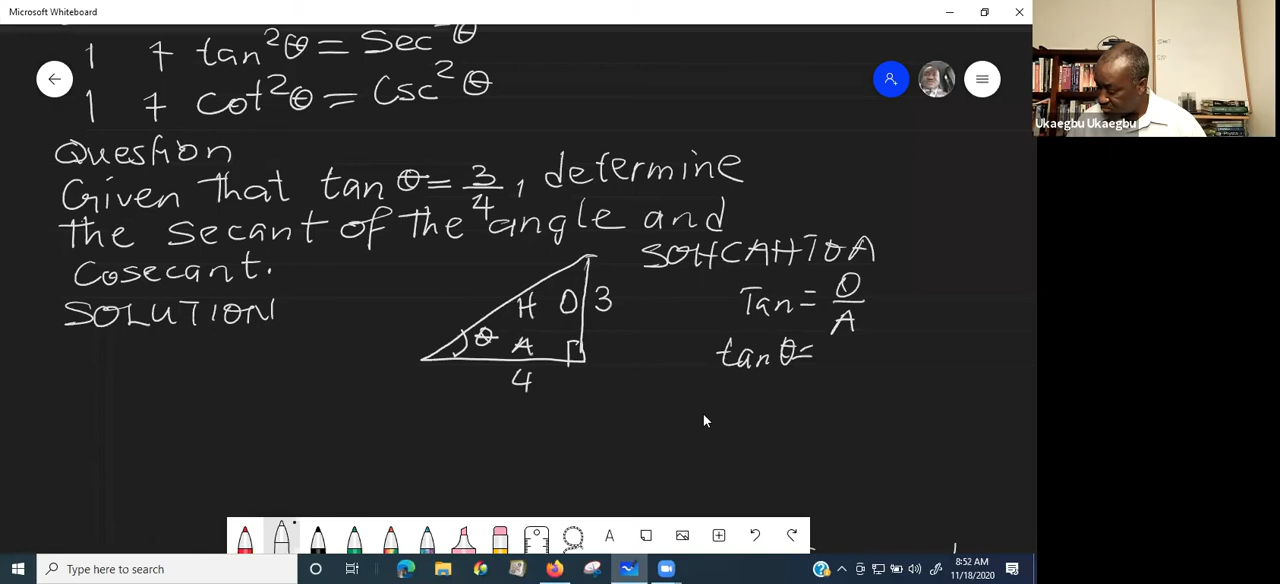 Microsoft Whiteboard
1 + tan²θ = Sec²θ
1 + cot²θ = Csc²θ
Question
Given That tan θ = 3/4, determine
The secant of the angle and
Cosecant.
SOHCAHTOA
SOLUTION
H O 3
θ A
4
Tan = O/A
tan θ =
Ukaegbu Ukaegbu
A
Type here to search
8:52 AM
11/18/2020